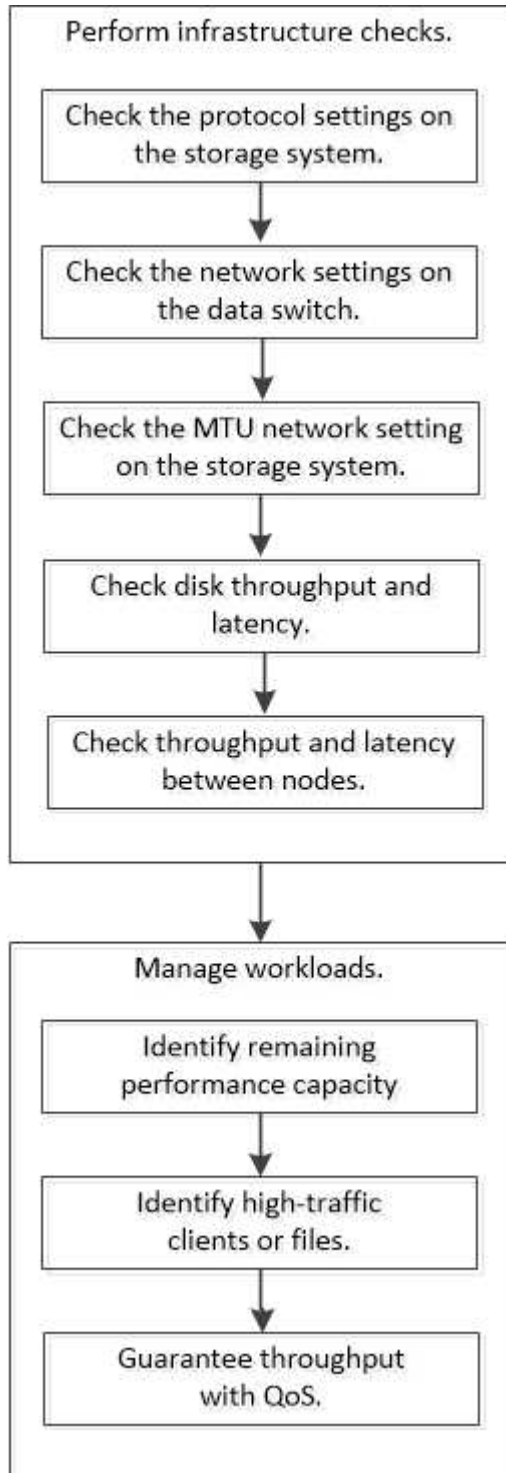 Perform infrastructure checks.
Check the protocol settings on
the storage system.
Check the network settings on
the data switch.
Check the MTU network setting
on the storage system.
Check disk throughput and
latency.
Check throughput and latency
between nodes.
Manage workloads.
Identify remaining
performance capacity
Identify high-traffic
clients or files.
Guarantee throughput
with QoS.